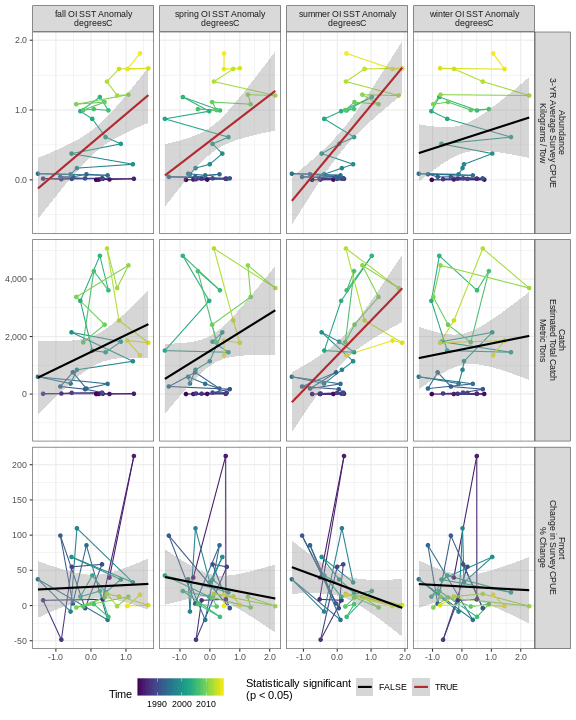 fall OI SST Anomaly
degreesC
spring OI SST Anomaly
degreesC
summer OI SST Anomaly
degreesC
winter OI SST Anomaly
degreesC
2.0
1.0
0.0
Abundance
3-YR Average Survey CPUE
Kilograms / Tow
4,000
2,000
0
Catch
Estimated Total Catch
Metric Tons
200
150
100
50
0
-50
Fmort
Change in Survey CPUE
% Change
-1.0 0.0 1.0
-1.0 0.0 1.0 2.0
-1.0 0.0 1.0 2.0
-1.0 0.0 1.0 2.0
Time
1990 2000 2010
Statistically significant
(p < 0.05)
FALSE
TRUE